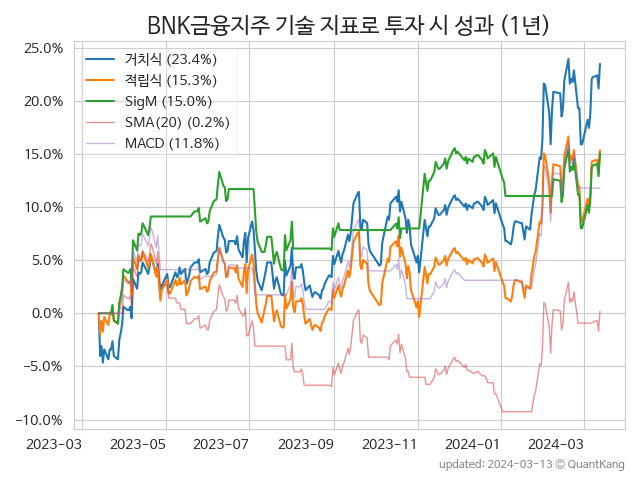 BNK금융지주 기술 지표로 투자 시 성과 (1년)
25.0%
20.0%
15.0%
10.0%
5.0%
0.0%
−5.0%
−10.0%
거치식 (23.4%)
적립식 (15.3%)
SigM (15.0%)
SMA(20) (0.2%)
MACD (11.8%)
2023-03 2023-05 2023-07 2023-09 2023-11 2024-01 2024-03
updated: 2024-03-13 ⓒ QuantKang